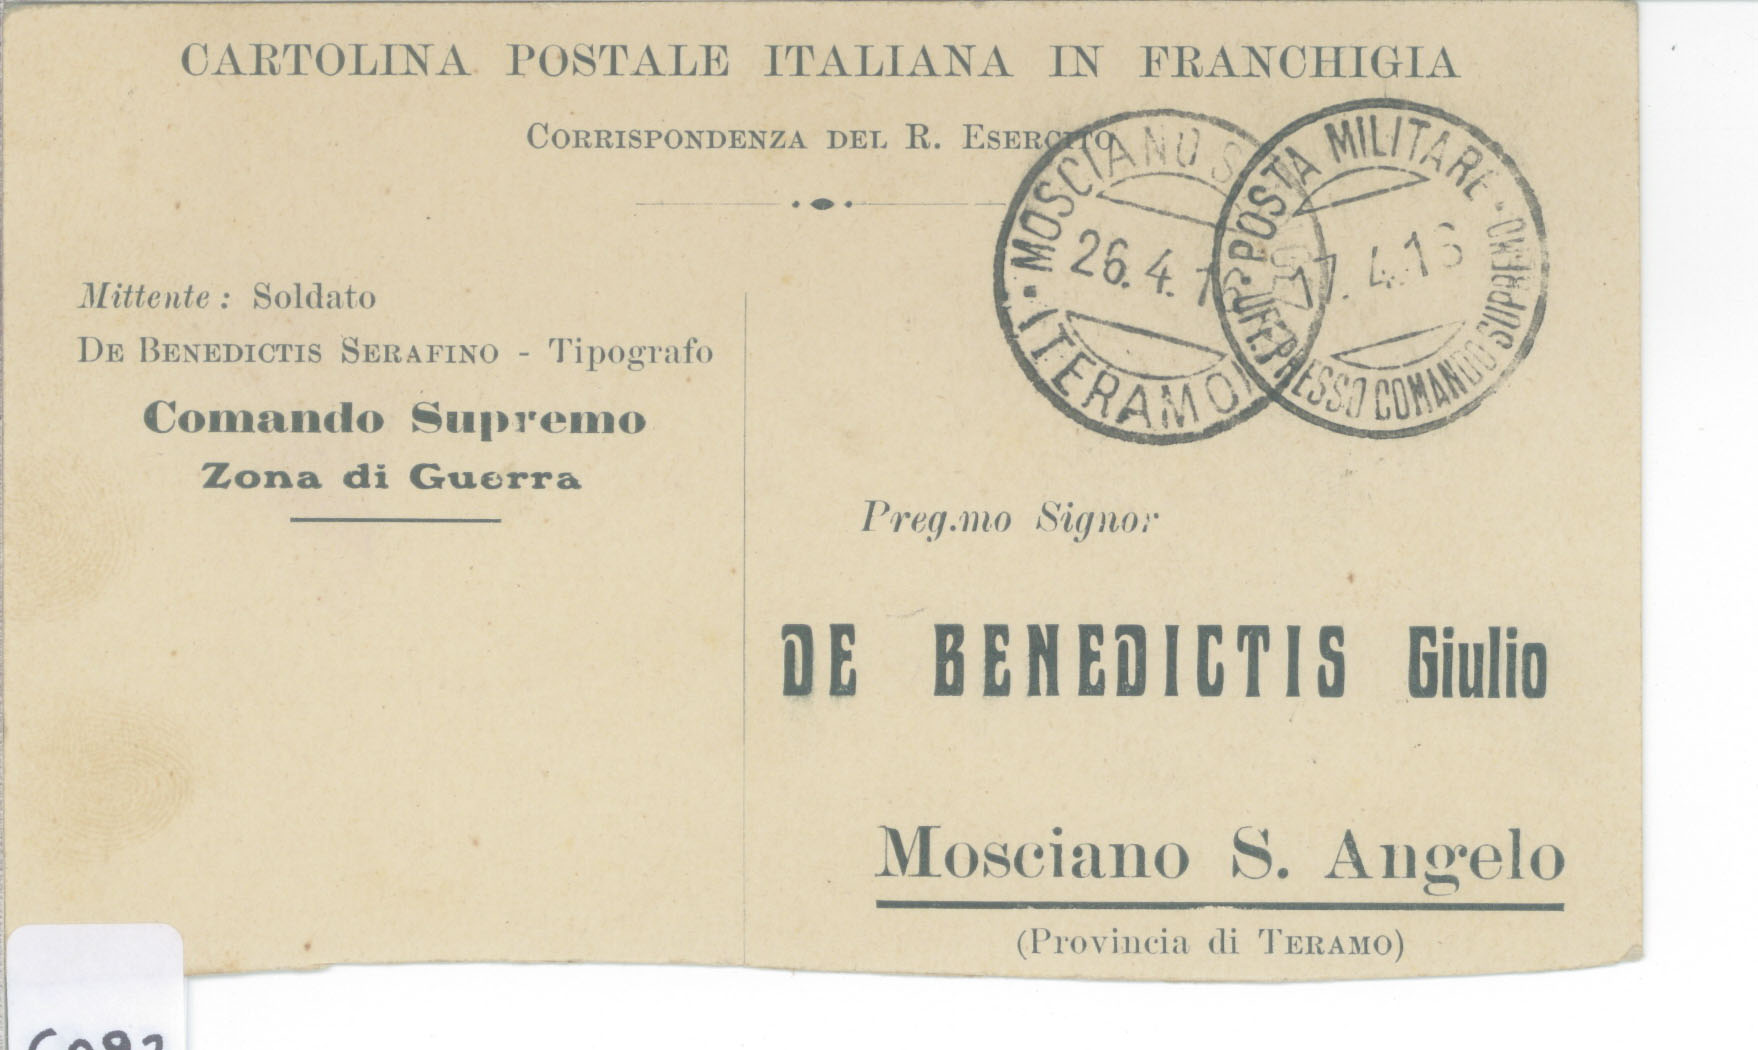 CARTOLINA POSTALE ITALIANA IN FRANCHIGIA
CORRISPONDENZA DEL R. ESERCITO
MOSCIANO S.
26.4.16
(TERAMO)
POSTA MILITARE
4.16
UFF. PRESSO COMANDO SUPREMO
Mittente: Soldato
DE BENEDICTIS SERAFINO - Tipografo
Comando Supremo
Zona di Guerra
Preg.mo Signor
DE BENEDICTIS Giulio
Mosciano S. Angelo
(Provincia di TERAMO)